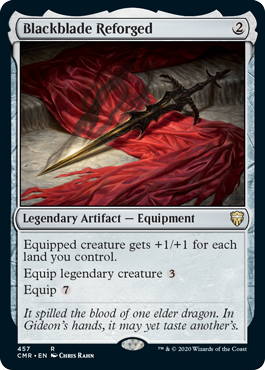 Blackblade Reforged 2
Legendary Artifact — Equipment
Equipped creature gets +1/+1 for each
land you control.
Equip legendary creature 3
Equip 7
It spilled the blood of one elder dragon. In
Gideon's hands, it may yet taste another's.
457 R
CMR • EN Chris Rahn
™ & © 2020 Wizards of the Coast